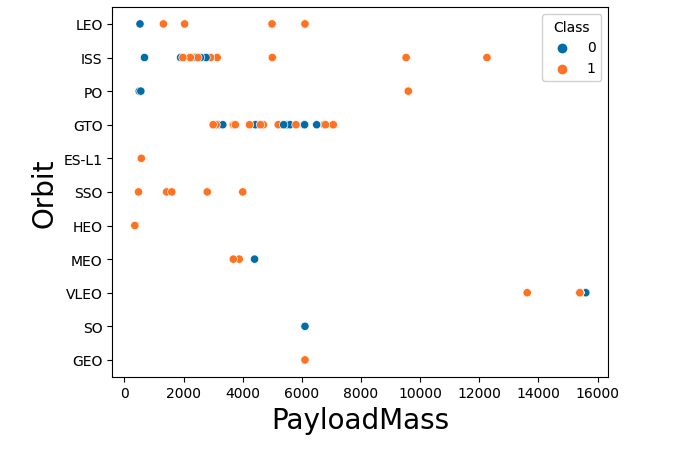 LEO
ISS
PO
GTO
ES-L1
SSO
HEO
MEO
VLEO
SO
GEO
Orbit
Class
0
1
0 2000 4000 6000 8000 10000 12000 14000 16000
PayloadMass